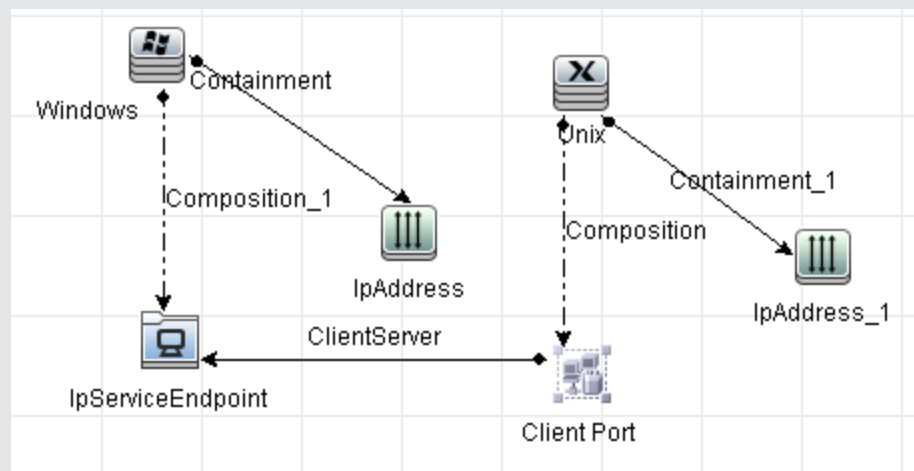 Containment
Windows
Unix
Composition_1
Containment_1
Composition
IpAddress
IpAddress_1
ClientServer
IpServiceEndpoint
Client Port